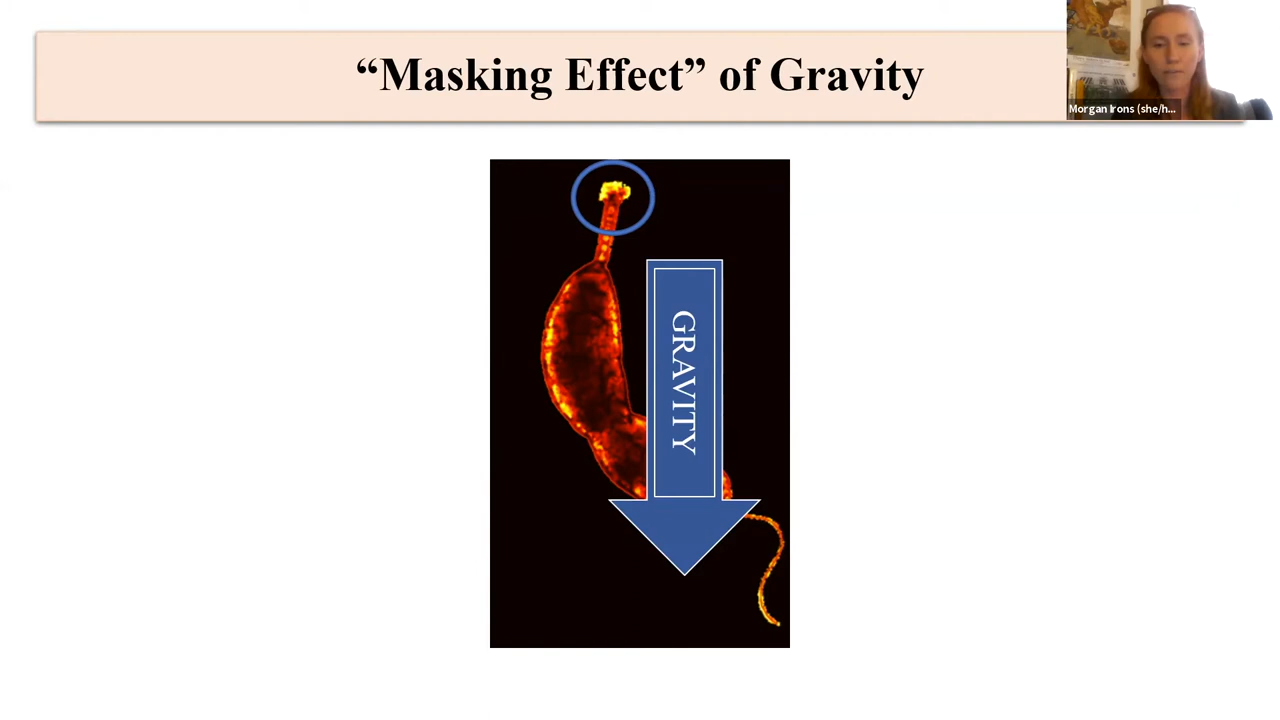 “Masking Effect” of Gravity
Morgan Irons (she/h...
GRAVITY